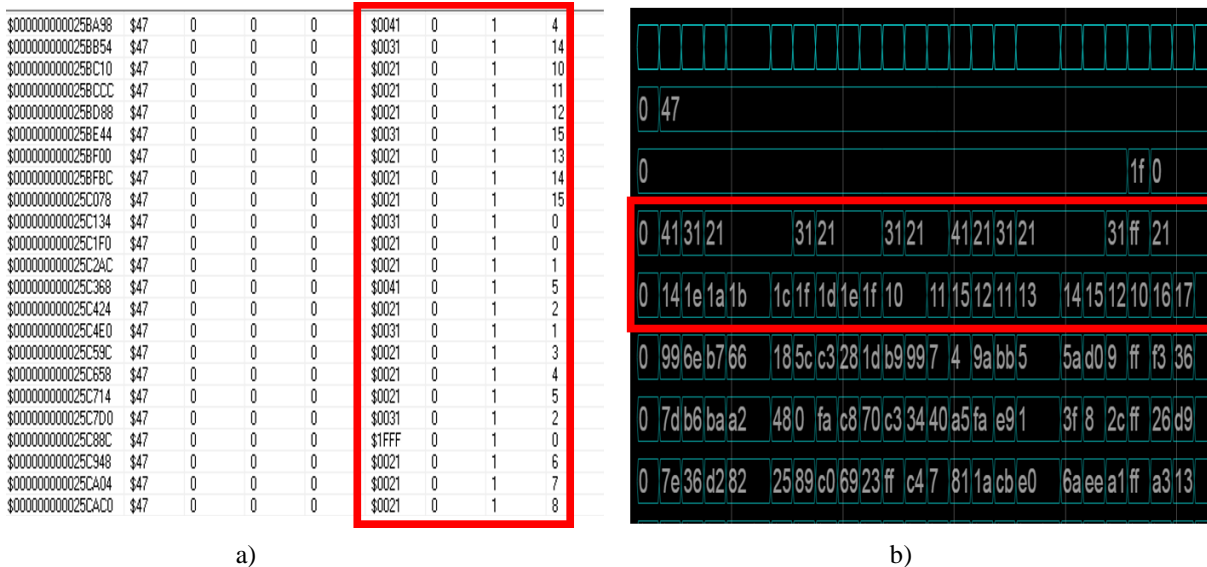 $000000000025BA98 $47 0 0 0 $0041 0 1 4
$000000000025BB54 $47 0 0 0 $0031 0 1 14
$000000000025BC10 $47 0 0 0 $0021 0 1 10
$000000000025BCCC $47 0 0 0 $0021 0 1 11
$000000000025BD88 $47 0 0 0 $0021 0 1 12
$000000000025BE44 $47 0 0 0 $0031 0 1 15
$000000000025BF00 $47 0 0 0 $0021 0 1 13
$000000000025BFBC $47 0 0 0 $0021 0 1 14
$000000000025C078 $47 0 0 0 $0021 0 1 15
$000000000025C134 $47 0 0 0 $0031 0 1 0
$000000000025C1F0 $47 0 0 0 $0021 0 1 0
$000000000025C2AC $47 0 0 0 $0021 0 1 1
$000000000025C368 $47 0 0 0 $0041 0 1 5
$000000000025C424 $47 0 0 0 $0021 0 1 2
$000000000025C4E0 $47 0 0 0 $0031 0 1 1
$000000000025C59C $47 0 0 0 $0021 0 1 3
$000000000025C658 $47 0 0 0 $0021 0 1 4
$000000000025C714 $47 0 0 0 $0021 0 1 5
$000000000025C7D0 $47 0 0 0 $0031 0 1 2
$000000000025C88C $47 0 0 0 $1FFF 0 1 0
$000000000025C948 $47 0 0 0 $0021 0 1 6
$000000000025CA04 $47 0 0 0 $0021 0 1 7
$000000000025CAC0 $47 0 0 0 $0021 0 1 8
a)
0 47
0 1f 0
0 41 31 21 31 21 31 21 41 21 31 21 31 ff 21
0 14 1e 1a 1b 1c 1f 1d 1e 1f 10 11 15 12 11 13 14 15 12 10 16 17
0 99 6e b7 66 18 5c c3 28 1d b9 99 7 4 9a bb 5 5a d0 9 ff f3 36
0 7d b6 ba a2 48 0 fa c8 70 c3 34 40 a5 fa e9 1 3f 8 2c ff 26 d9
0 7e 36 d2 82 25 89 c0 69 23 ff c4 7 81 1a cb e0 6a ee a1 ff a3 13
b)